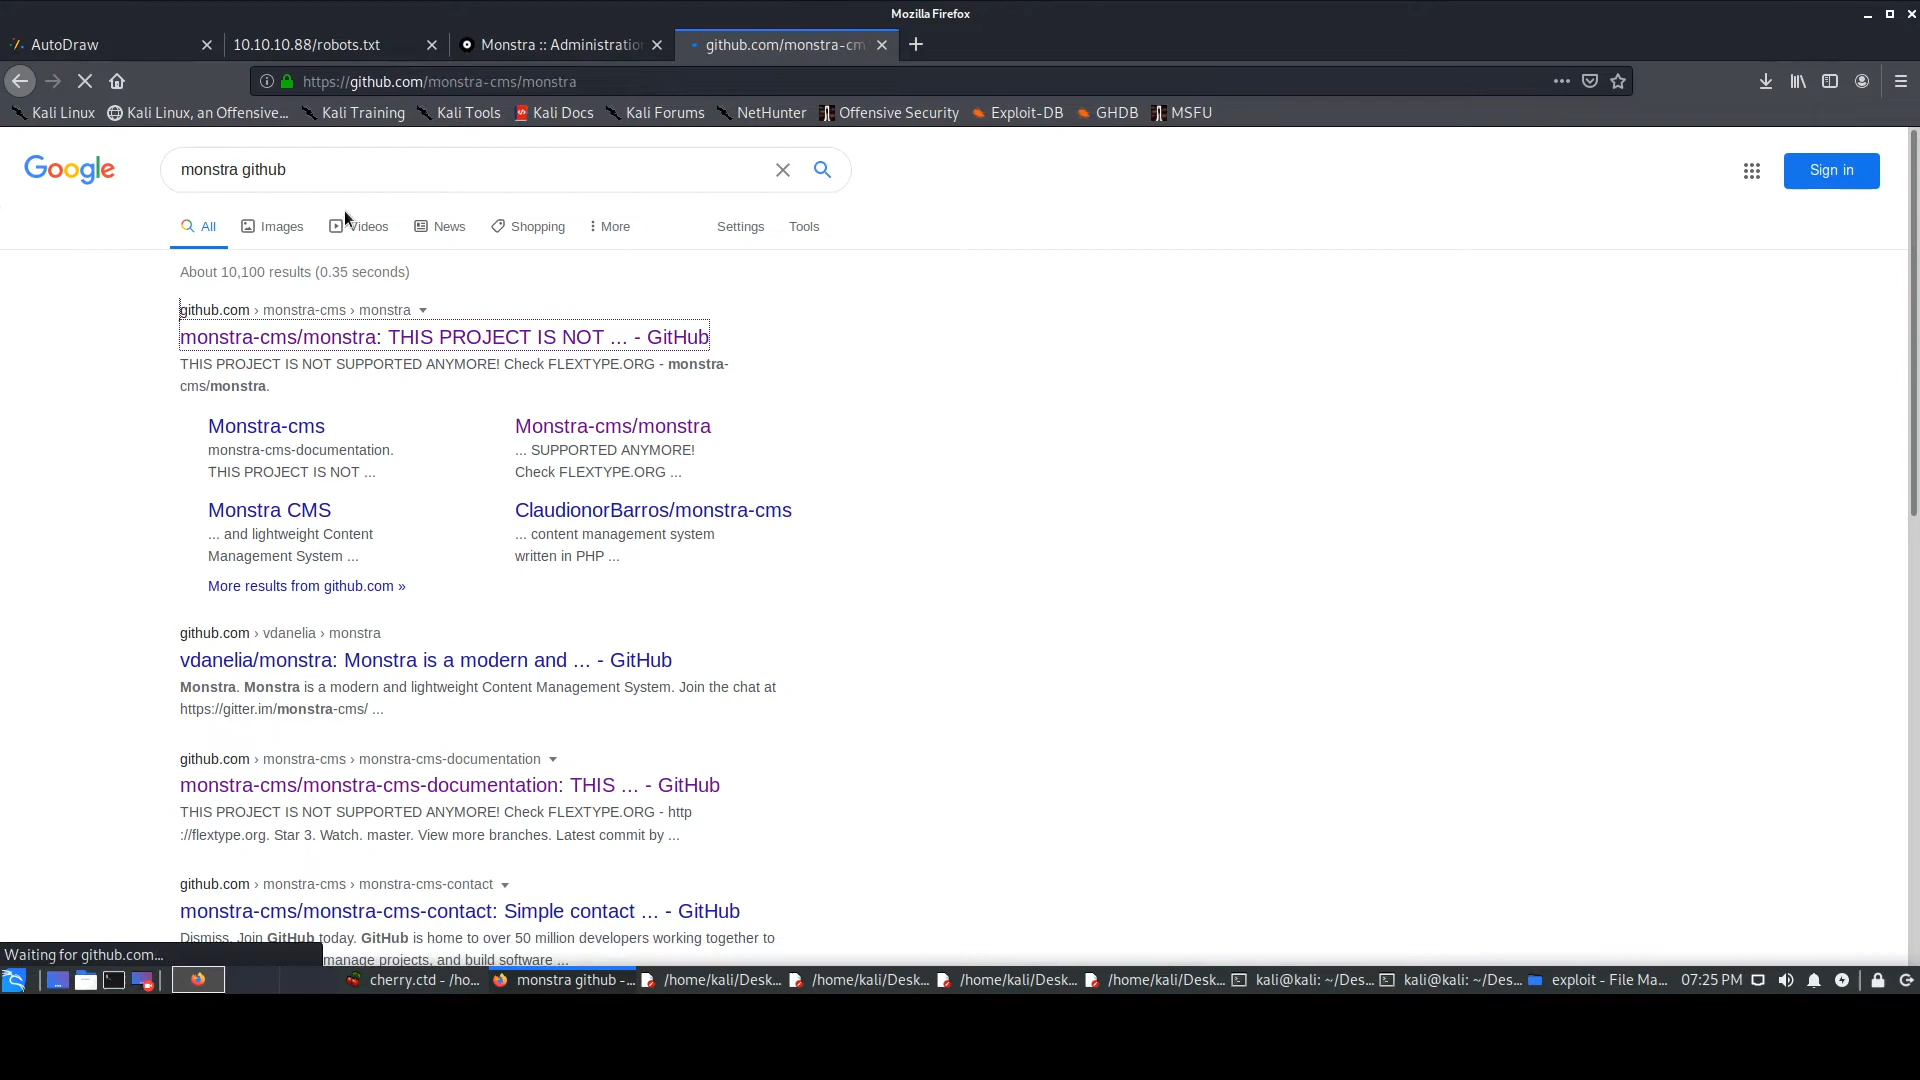 Mozilla Firefox
AutoDraw
10.10.10.88/robots.txt
Monstra :: Administratio
github.com/monstra-cm
https://github.com/monstra-cms/monstra
Kali Linux
Kali Linux, an Offensive...
Kali Training
Kali Tools
Kali Docs
Kali Forums
NetHunter
Offensive Security
Exploit-DB
GHDB
MSFU
Google
monstra github
Sign in
All
Images
Videos
News
Shopping
More
Settings
Tools
About 10,100 results (0.35 seconds)
github.com › monstra-cms › monstra
monstra-cms/monstra: THIS PROJECT IS NOT ... - GitHub
THIS PROJECT IS NOT SUPPORTED ANYMORE! Check FLEXTYPE.ORG - monstra-
cms/monstra.
Monstra-cms
monstra-cms-documentation.
THIS PROJECT IS NOT ...
Monstra-cms/monstra
... SUPPORTED ANYMORE!
Check FLEXTYPE.ORG ...
Monstra CMS
... and lightweight Content
Management System ...
ClaudionorBarros/monstra-cms
... content management system
written in PHP ...
More results from github.com »
github.com › vdanelia › monstra
vdanelia/monstra: Monstra is a modern and ... - GitHub
Monstra. Monstra is a modern and lightweight Content Management System. Join the chat at
https://gitter.im/monstra-cms/ ...
github.com › monstra-cms › monstra-cms-documentation
monstra-cms/monstra-cms-documentation: THIS ... - GitHub
THIS PROJECT IS NOT SUPPORTED ANYMORE! Check FLEXTYPE.ORG - http
://flextype.org. Star 3. Watch. master. View more branches. Latest commit by ...
github.com › monstra-cms › monstra-cms-contact
monstra-cms/monstra-cms-contact: Simple contact ... - GitHub
Dismiss. Join GitHub today. GitHub is home to over 50 million developers working together to
manage projects, and build software ...
Waiting for github.com...
cherry.ctd - /ho...
monstra github -...
/home/kali/Desk...
/home/kali/Desk...
/home/kali/Desk...
/home/kali/Desk...
kali@kali: ~/Des...
kali@kali: ~/Des...
exploit - File Ma...
07:25 PM